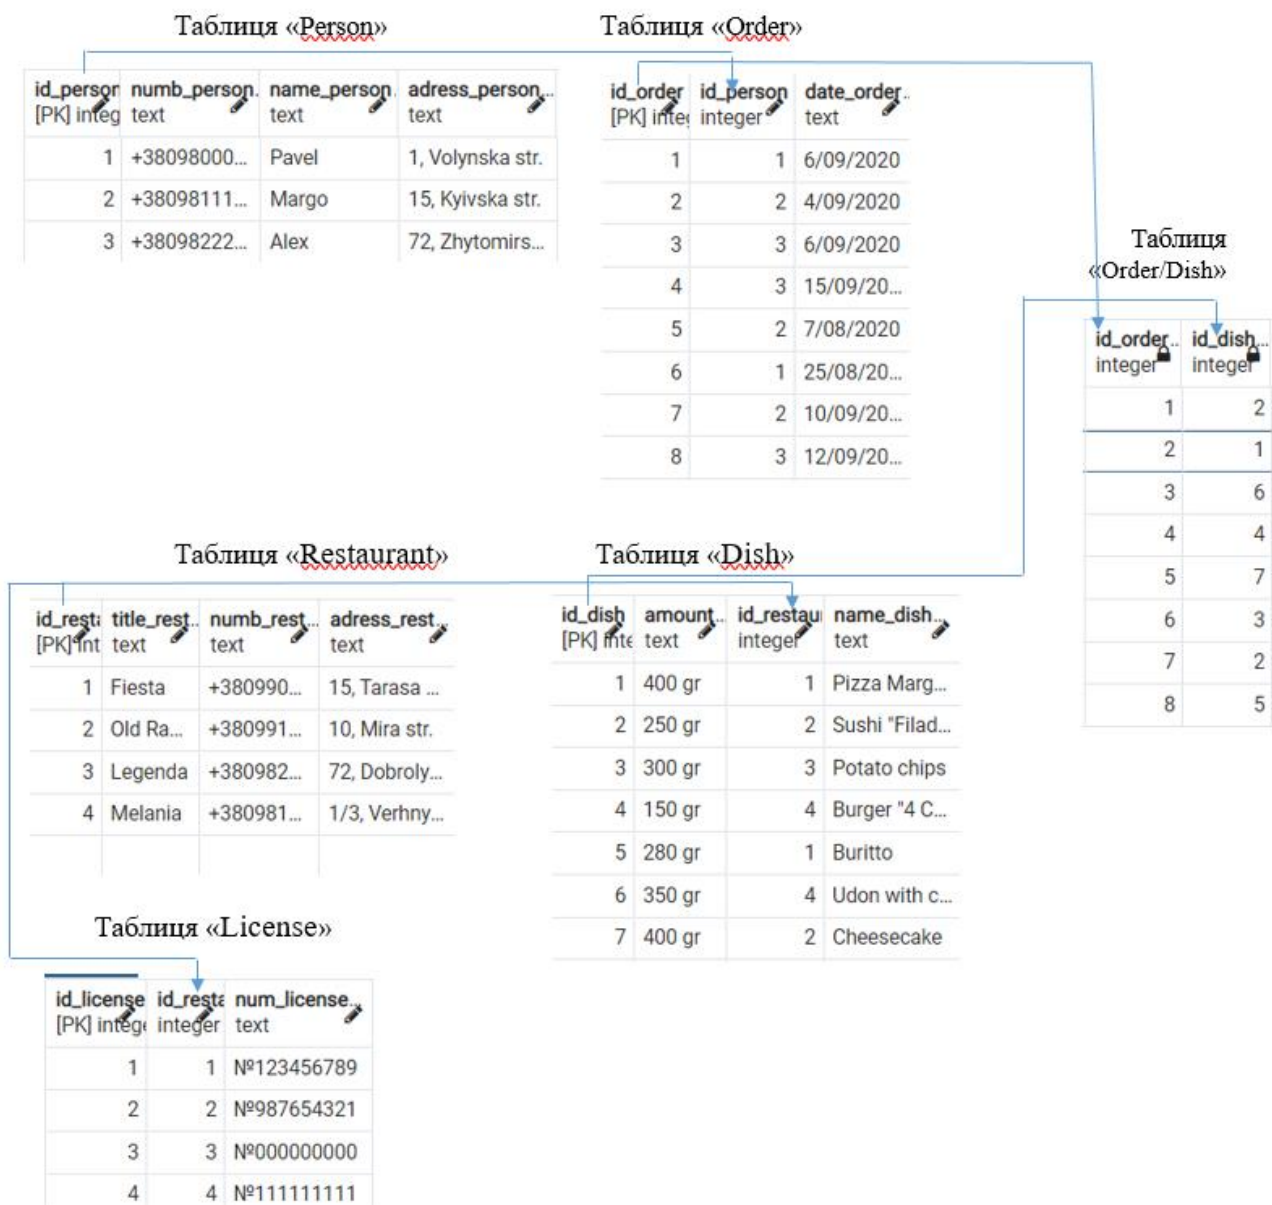 Таблиця «Person»
id_person numb_person. name_person. adress_person...
[PK] integ text text text
1 +38098000... Pavel 1, Volynska str.
2 +38098111... Margo 15, Kyivska str.
3 +38098222... Alex 72, Zhytomirs...
Таблиця «Order»
id_order id_person date_order..
[PK] integ integer text
1 1 6/09/2020
2 2 4/09/2020
3 3 6/09/2020
4 3 15/09/20...
5 2 7/08/2020
6 1 25/08/20...
7 2 10/09/20...
8 3 12/09/20...
Таблиця
«Order/Dish»
id_order.. id_dish...
integer integer
1 2
2 1
3 6
4 4
5 7
6 3
7 2
8 5
Таблиця «Restaurant»
id_resta title_rest.. numb_rest.. adress_rest...
[PK] int text text text
1 Fiesta +380990... 15, Tarasa ...
2 Old Ra... +380991... 10, Mira str.
3 Legenda +380982... 72, Dobroly...
4 Melania +380981... 1/3, Verhny...
Таблиця «Dish»
id_dish amount.. id_restaur name_dish...
[PK] inte text integer text
1 400 gr 1 Pizza Marg...
2 250 gr 2 Sushi "Filad...
3 300 gr 3 Potato chips
4 150 gr 4 Burger "4 C...
5 280 gr 1 Buritto
6 350 gr 4 Udon with c...
7 400 gr 2 Cheesecake
Таблиця «License»
id_license id_resta num_license...
[PK] intege integer text
1 1 №123456789
2 2 №987654321
3 3 №000000000
4 4 №111111111